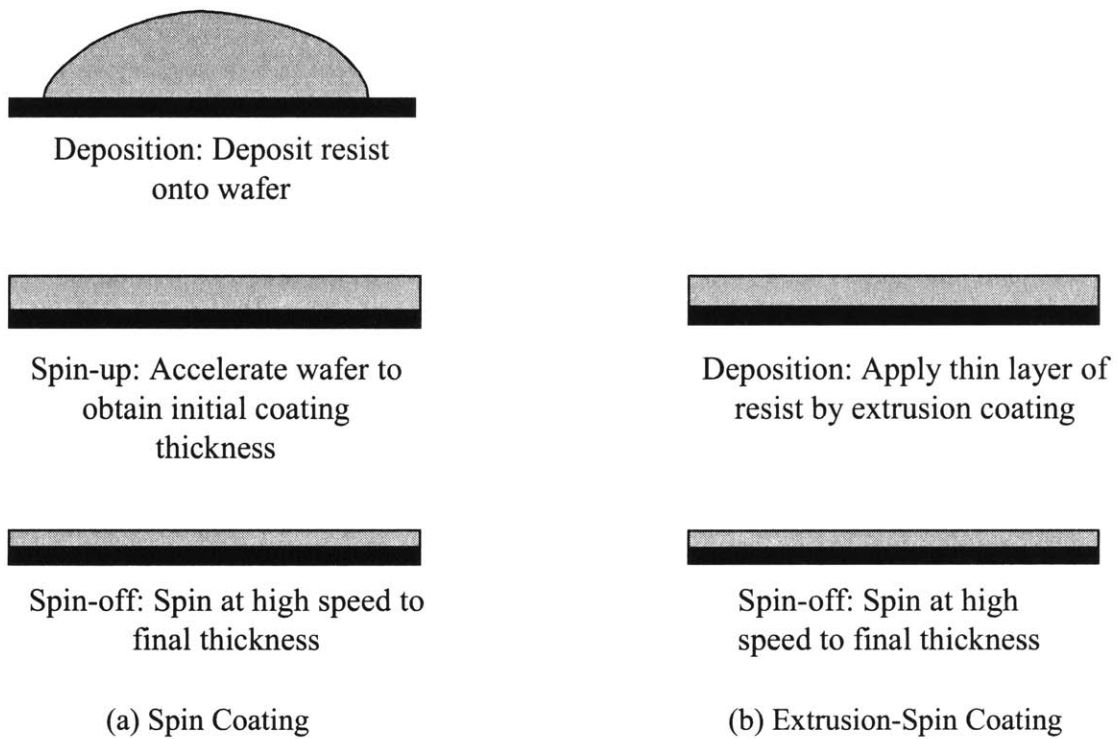 Deposition: Deposit resist
onto wafer
Spin-up: Accelerate wafer to
obtain initial coating
thickness
Spin-off: Spin at high speed to
final thickness
(a) Spin Coating
Deposition: Apply thin layer of
resist by extrusion coating
Spin-off: Spin at high
speed to final thickness
(b) Extrusion-Spin Coating